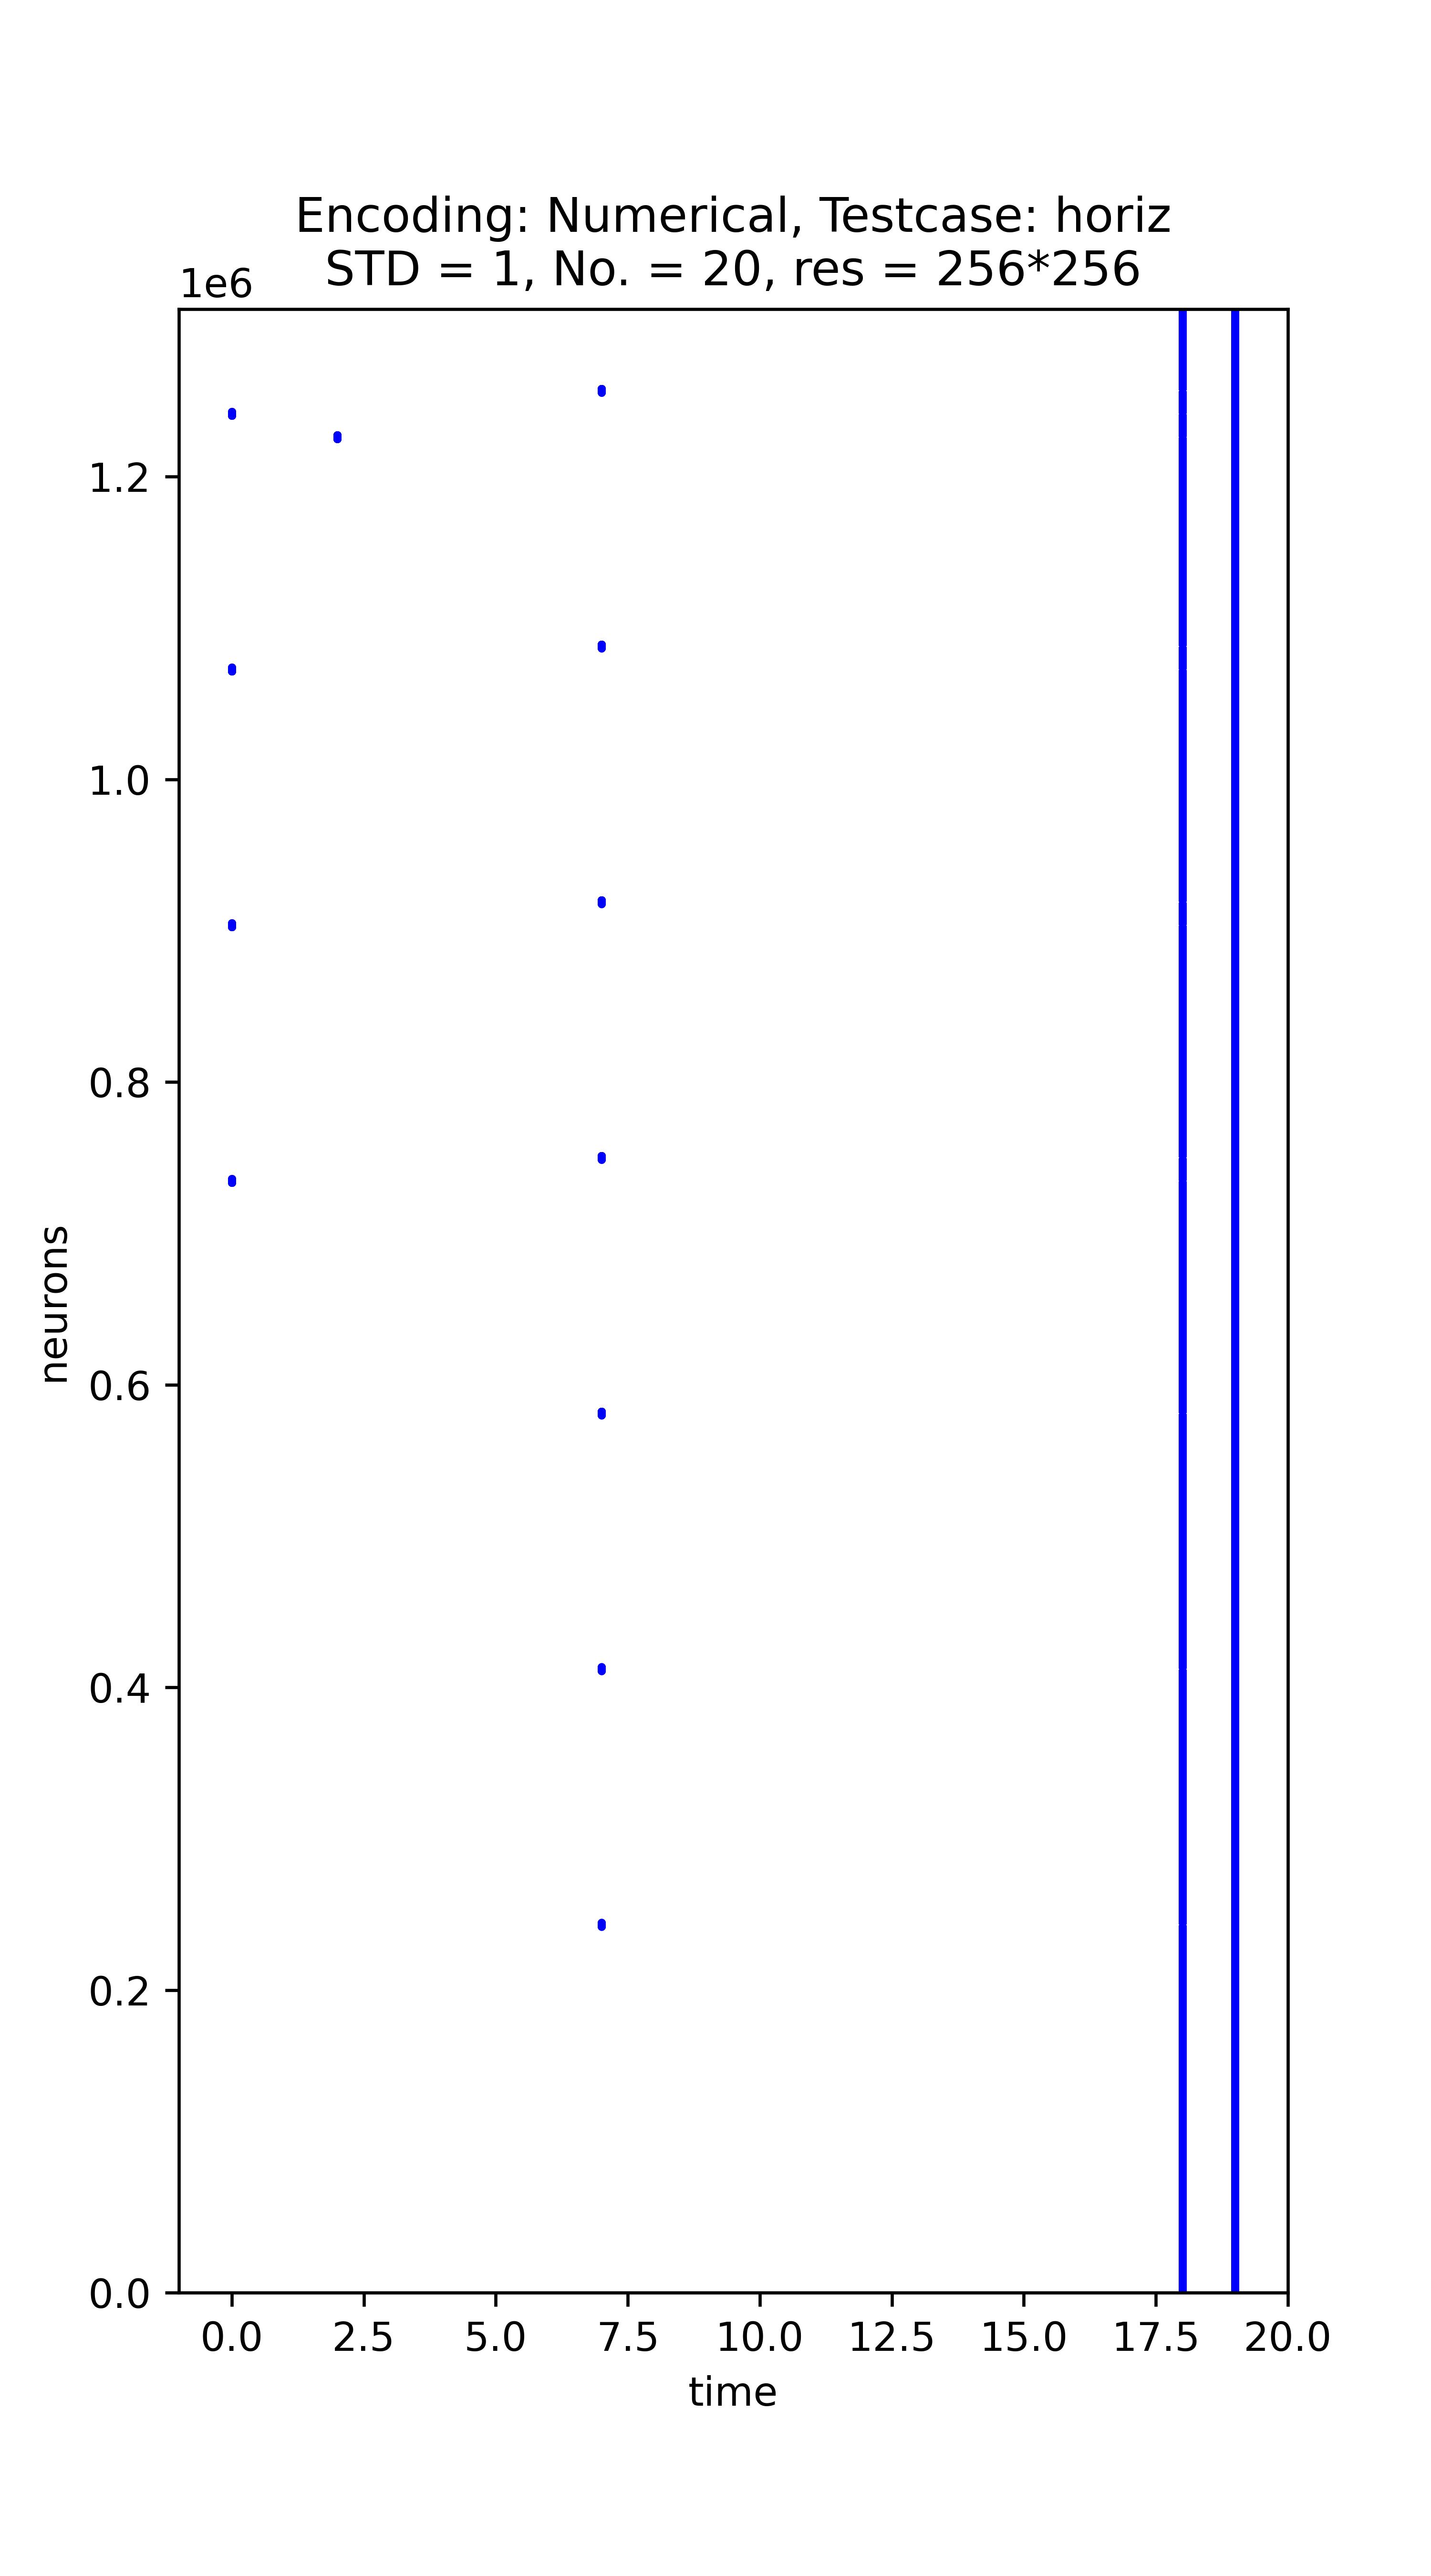 Encoding: Numerical, Testcase: horiz
STD = 1, No. = 20, res = 256*256
1e6
1.2
1.0
0.8
0.6
0.4
0.2
0.0
neurons
0.0 2.5 5.0 7.5 10.0 12.5 15.0 17.5 20.0
time